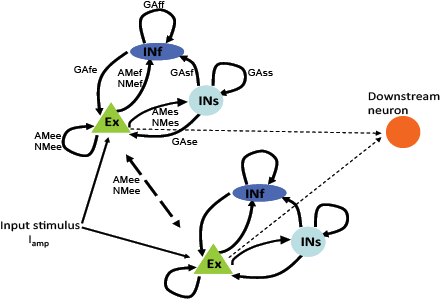 GAff
INf
GAfe
AMef
NMef
GAsf
GAss
INs
Ex
AMes
NMes
AMee
NMee
GAse
Downstream
neuron
AMee
NMee
INf
Input stimulus
Iamp
INs
Ex